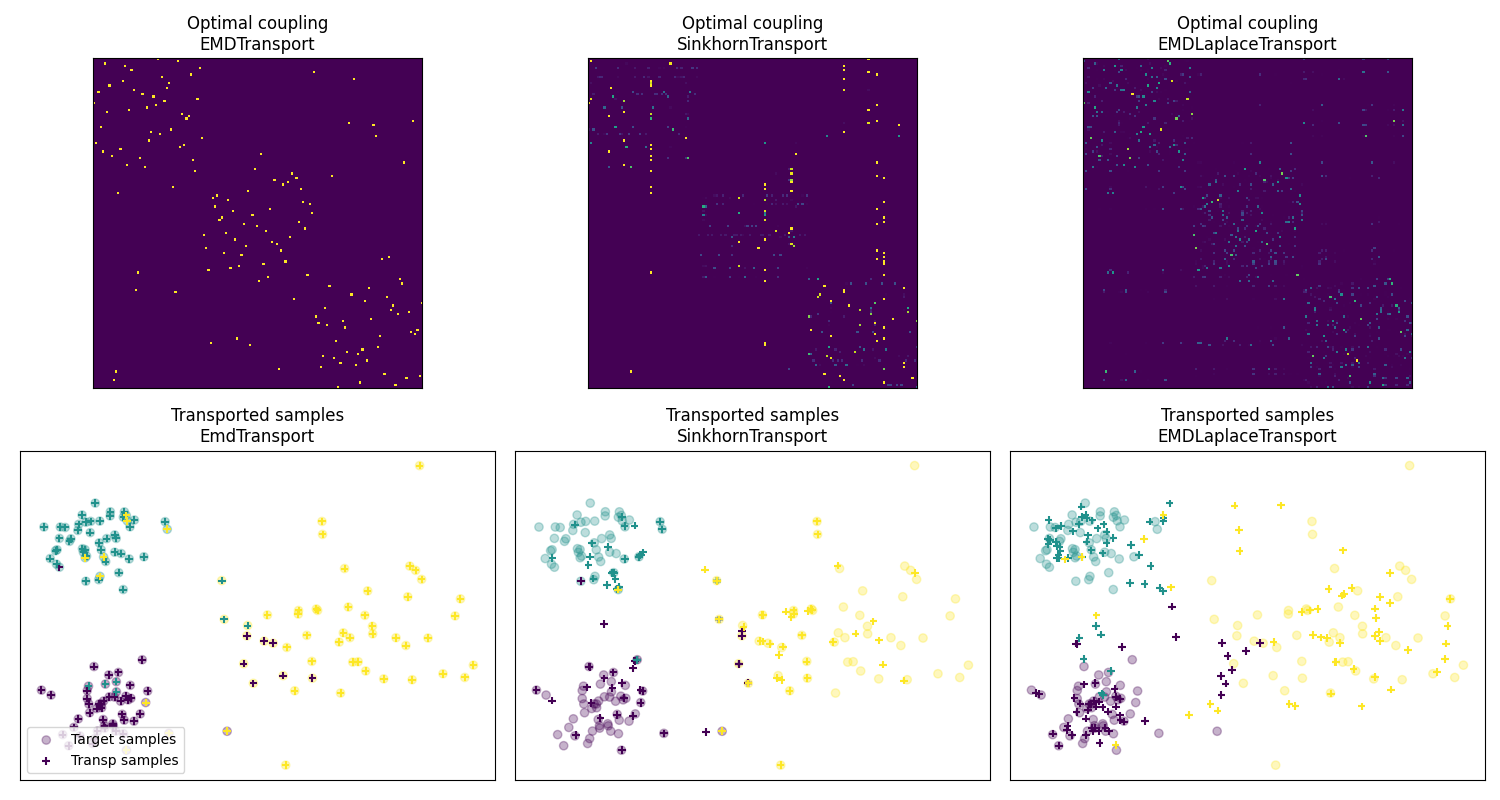 Optimal coupling
EMDTransport
Optimal coupling
SinkhornTransport
Optimal coupling
EMDLaplaceTransport
Transported samples
EmdTransport
Transported samples
SinkhornTransport
Transported samples
EMDLaplaceTransport
Target samples
Transp samples